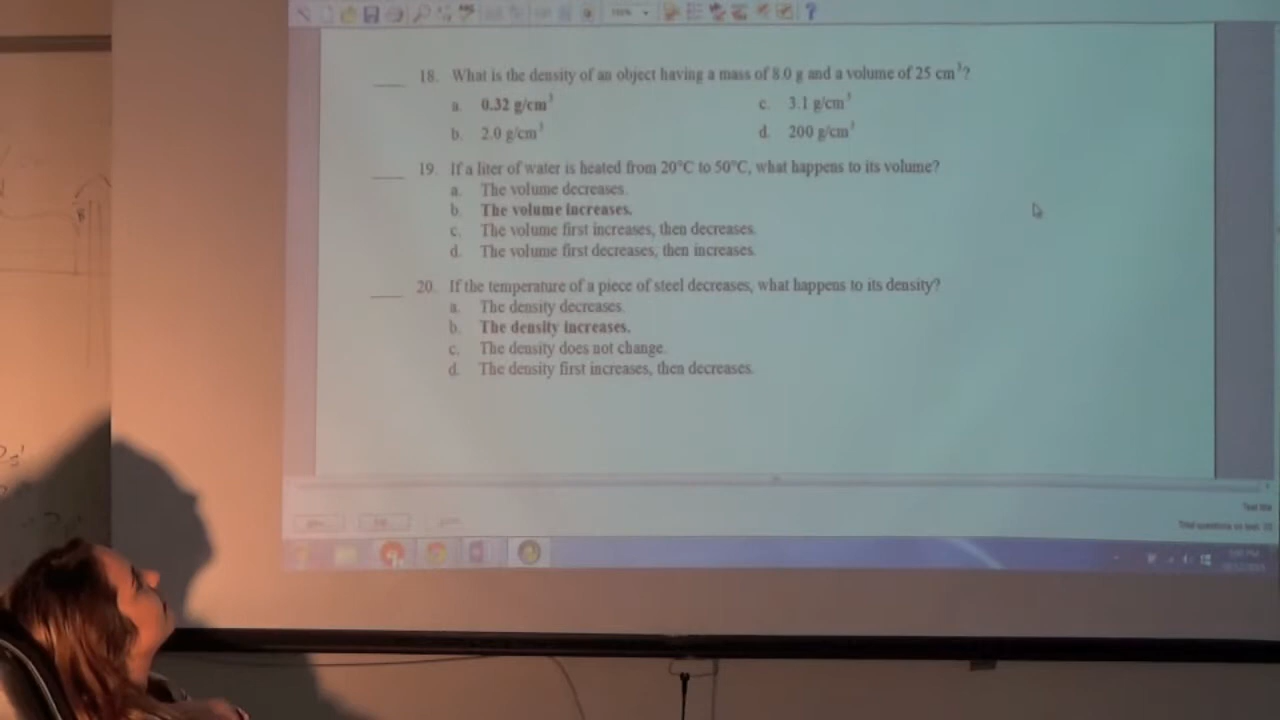 18. What is the density of an object having a mass of 8.0 g and a volume of 25 cm³?
a. 0.32 g/cm³ c. 3.1 g/cm³
b. 2.0 g/cm³ d. 200 g/cm³
19. If a liter of water is heated from 20°C to 50°C, what happens to its volume?
a. The volume decreases.
b. The volume increases.
c. The volume first increases, then decreases.
d. The volume first decreases, then increases.
20. If the temperature of a piece of steel decreases, what happens to its density?
a. The density decreases.
b. The density increases.
c. The density does not change.
d. The density first increases, then decreases.